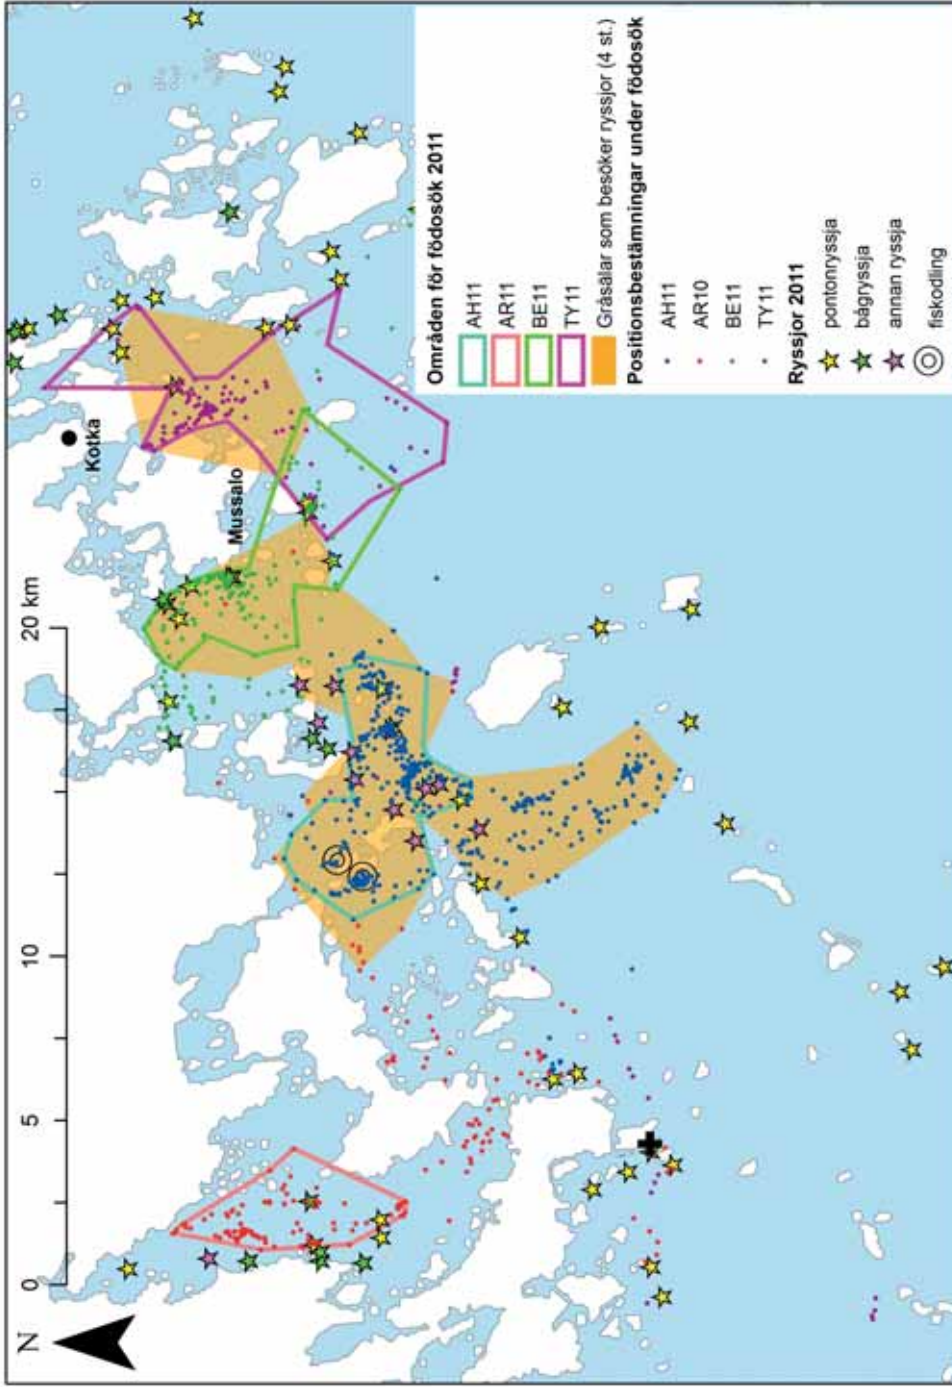 N
0
5
10
20 km
Kotka
Mussalo
Områden för födosök 2011
AH11
AR11
BE11
TY11
Gråsälar som besöker ryssjor (4 st.)
Positionsbestämningar under födosök
AH11
AR10
BE11
TY11
Ryssjor 2011
pontonryssja
bågryssja
annan ryssja
fiskodling